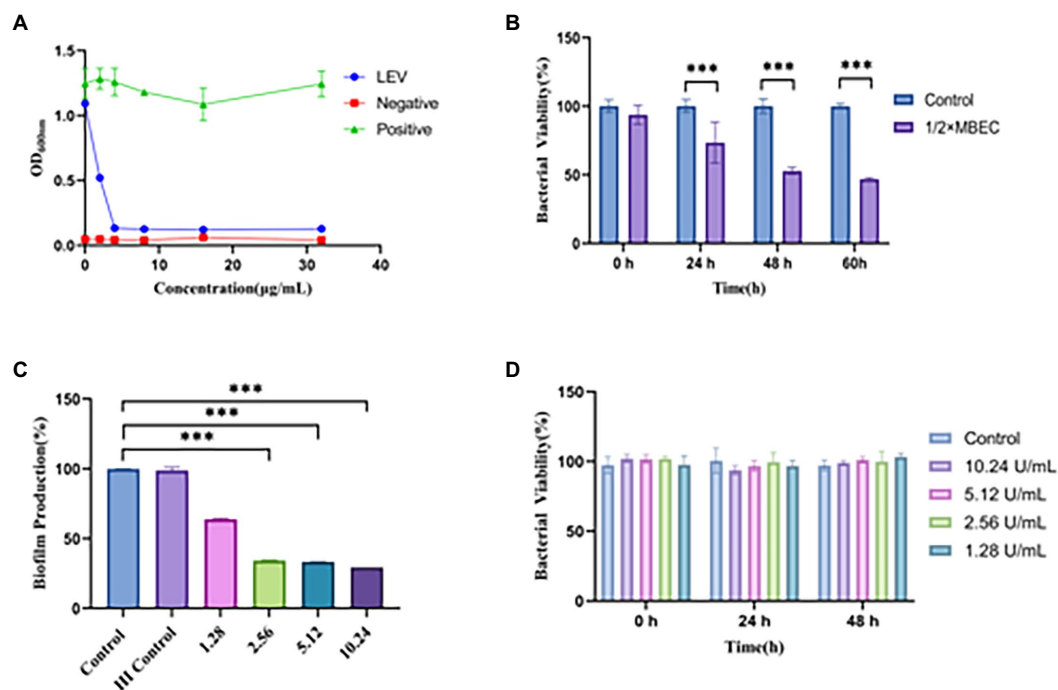 A
1.5
1.0
0.5
0.0
OD600nm
0
10
20
30
40
Concentration(μg/mL)
LEV
Negative
Positive
B
150
100
50
0
Bacterial Viability(%)
***
***
***
0 h
24 h
48 h
60h
Time(h)
Control
1/2×MBEC
C
150
100
50
0
Biofilm Production(%)
***
***
***
Control
III Control
1.28
2.56
5.12
10.24
D
150
100
50
0
Bacterial Viability(%)
0 h
24 h
48 h
Time(h)
Control
10.24 U/mL
5.12 U/mL
2.56 U/mL
1.28 U/mL